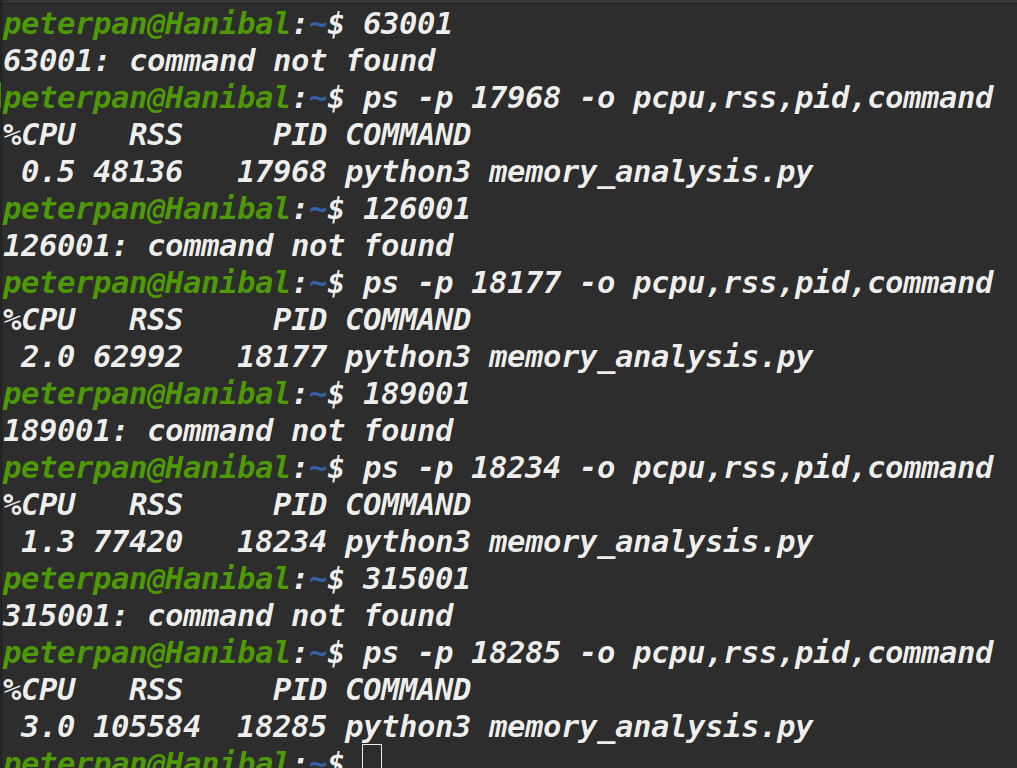 peterpan@Hanibal:~$ 63001
63001: command not found
peterpan@Hanibal:~$ ps -p 17968 -o pcpu,rss,pid,command
%CPU   RSS     PID COMMAND
 0.5 48136   17968 python3 memory_analysis.py
peterpan@Hanibal:~$ 126001
126001: command not found
peterpan@Hanibal:~$ ps -p 18177 -o pcpu,rss,pid,command
%CPU   RSS     PID COMMAND
 2.0 62992   18177 python3 memory_analysis.py
peterpan@Hanibal:~$ 189001
189001: command not found
peterpan@Hanibal:~$ ps -p 18234 -o pcpu,rss,pid,command
%CPU   RSS     PID COMMAND
 1.3 77420   18234 python3 memory_analysis.py
peterpan@Hanibal:~$ 315001
315001: command not found
peterpan@Hanibal:~$ ps -p 18285 -o pcpu,rss,pid,command
%CPU   RSS     PID COMMAND
 3.0 105584  18285 python3 memory_analysis.py
peterpan@Hanibal:~$